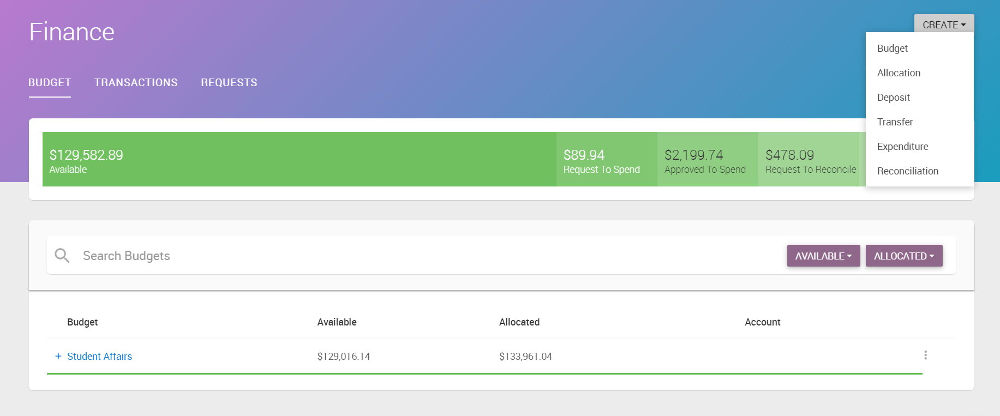 Finance
CREATE
Budget
Allocation
Deposit
Transfer
Expenditure
Reconciliation
BUDGET TRANSACTIONS REQUESTS
$129,582.89 $89.94 $2,199.74 $478.09
Available Request To Spend Approved To Spend Request To Reconcile
Search Budgets AVAILABLE ALLOCATED
Budget Available Allocated Account
+ Student Affairs $129,016.14 $133,961.04